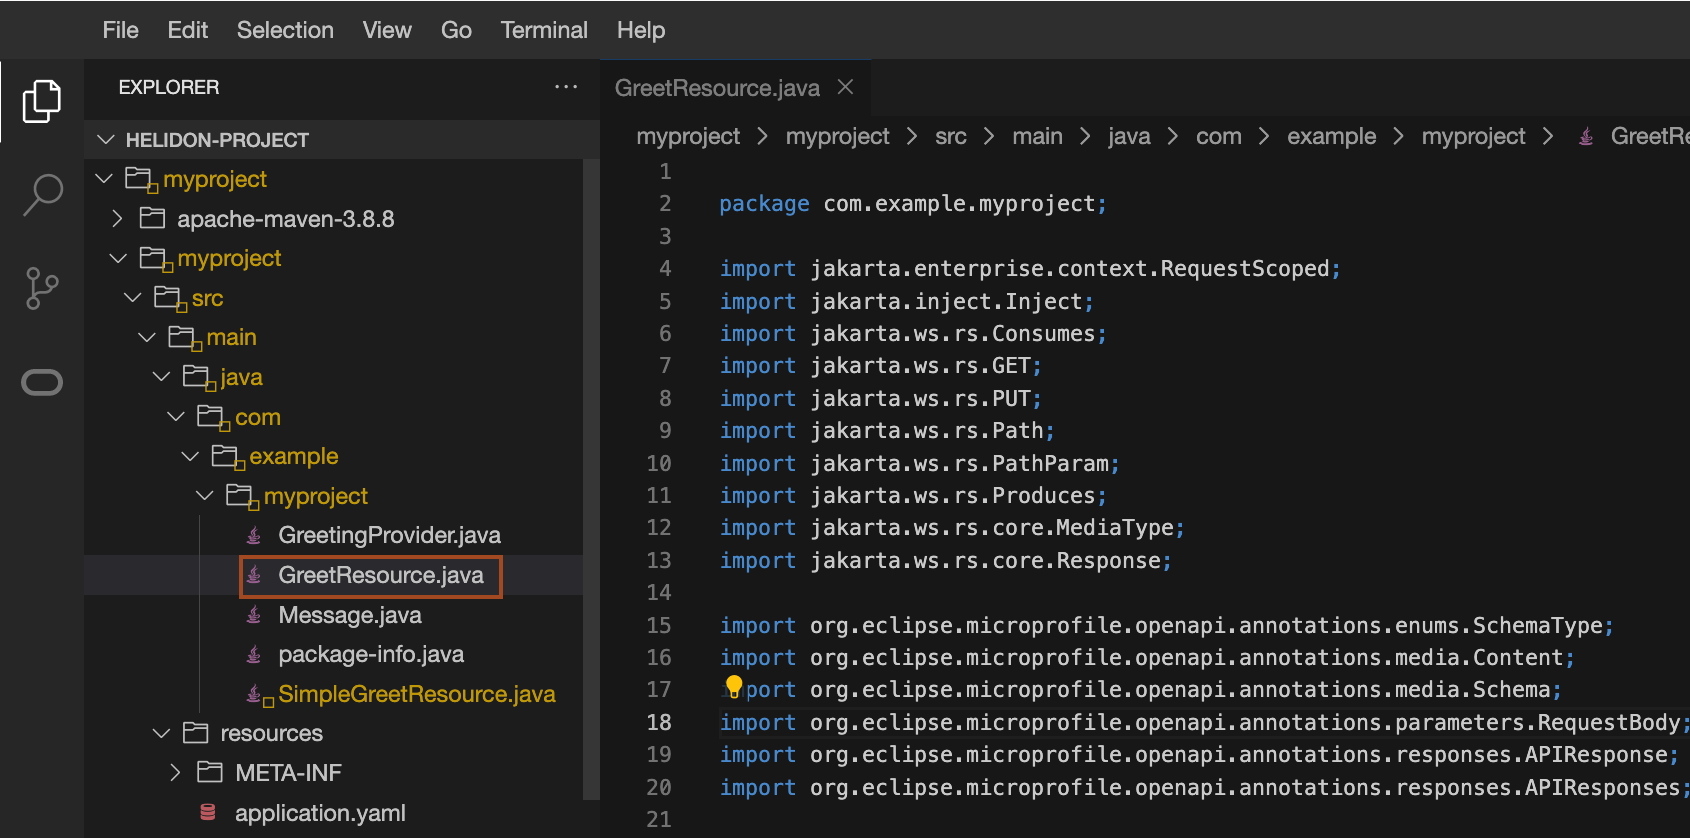 File Edit Selection View Go Terminal Help
EXPLORER ...
HELIDON-PROJECT
myproject
apache-maven-3.8.8
myproject
src
main
java
com
example
myproject
GreetingProvider.java
GreetResource.java
Message.java
package-info.java
SimpleGreetResource.java
resources
META-INF
application.yaml
GreetResource.java
myproject > myproject > src > main > java > com > example > myproject > GreetRe
1
2 package com.example.myproject;
3
4 import jakarta.enterprise.context.RequestScoped;
5 import jakarta.inject.Inject;
6 import jakarta.ws.rs.Consumes;
7 import jakarta.ws.rs.GET;
8 import jakarta.ws.rs.PUT;
9 import jakarta.ws.rs.Path;
10 import jakarta.ws.rs.PathParam;
11 import jakarta.ws.rs.Produces;
12 import jakarta.ws.rs.core.MediaType;
13 import jakarta.ws.rs.core.Response;
14
15 import org.eclipse.microprofile.openapi.annotations.enums.SchemaType;
16 import org.eclipse.microprofile.openapi.annotations.media.Content;
17 import org.eclipse.microprofile.openapi.annotations.media.Schema;
18 import org.eclipse.microprofile.openapi.annotations.parameters.RequestBody;
19 import org.eclipse.microprofile.openapi.annotations.responses.APIResponse;
20 import org.eclipse.microprofile.openapi.annotations.responses.APIResponses;
21